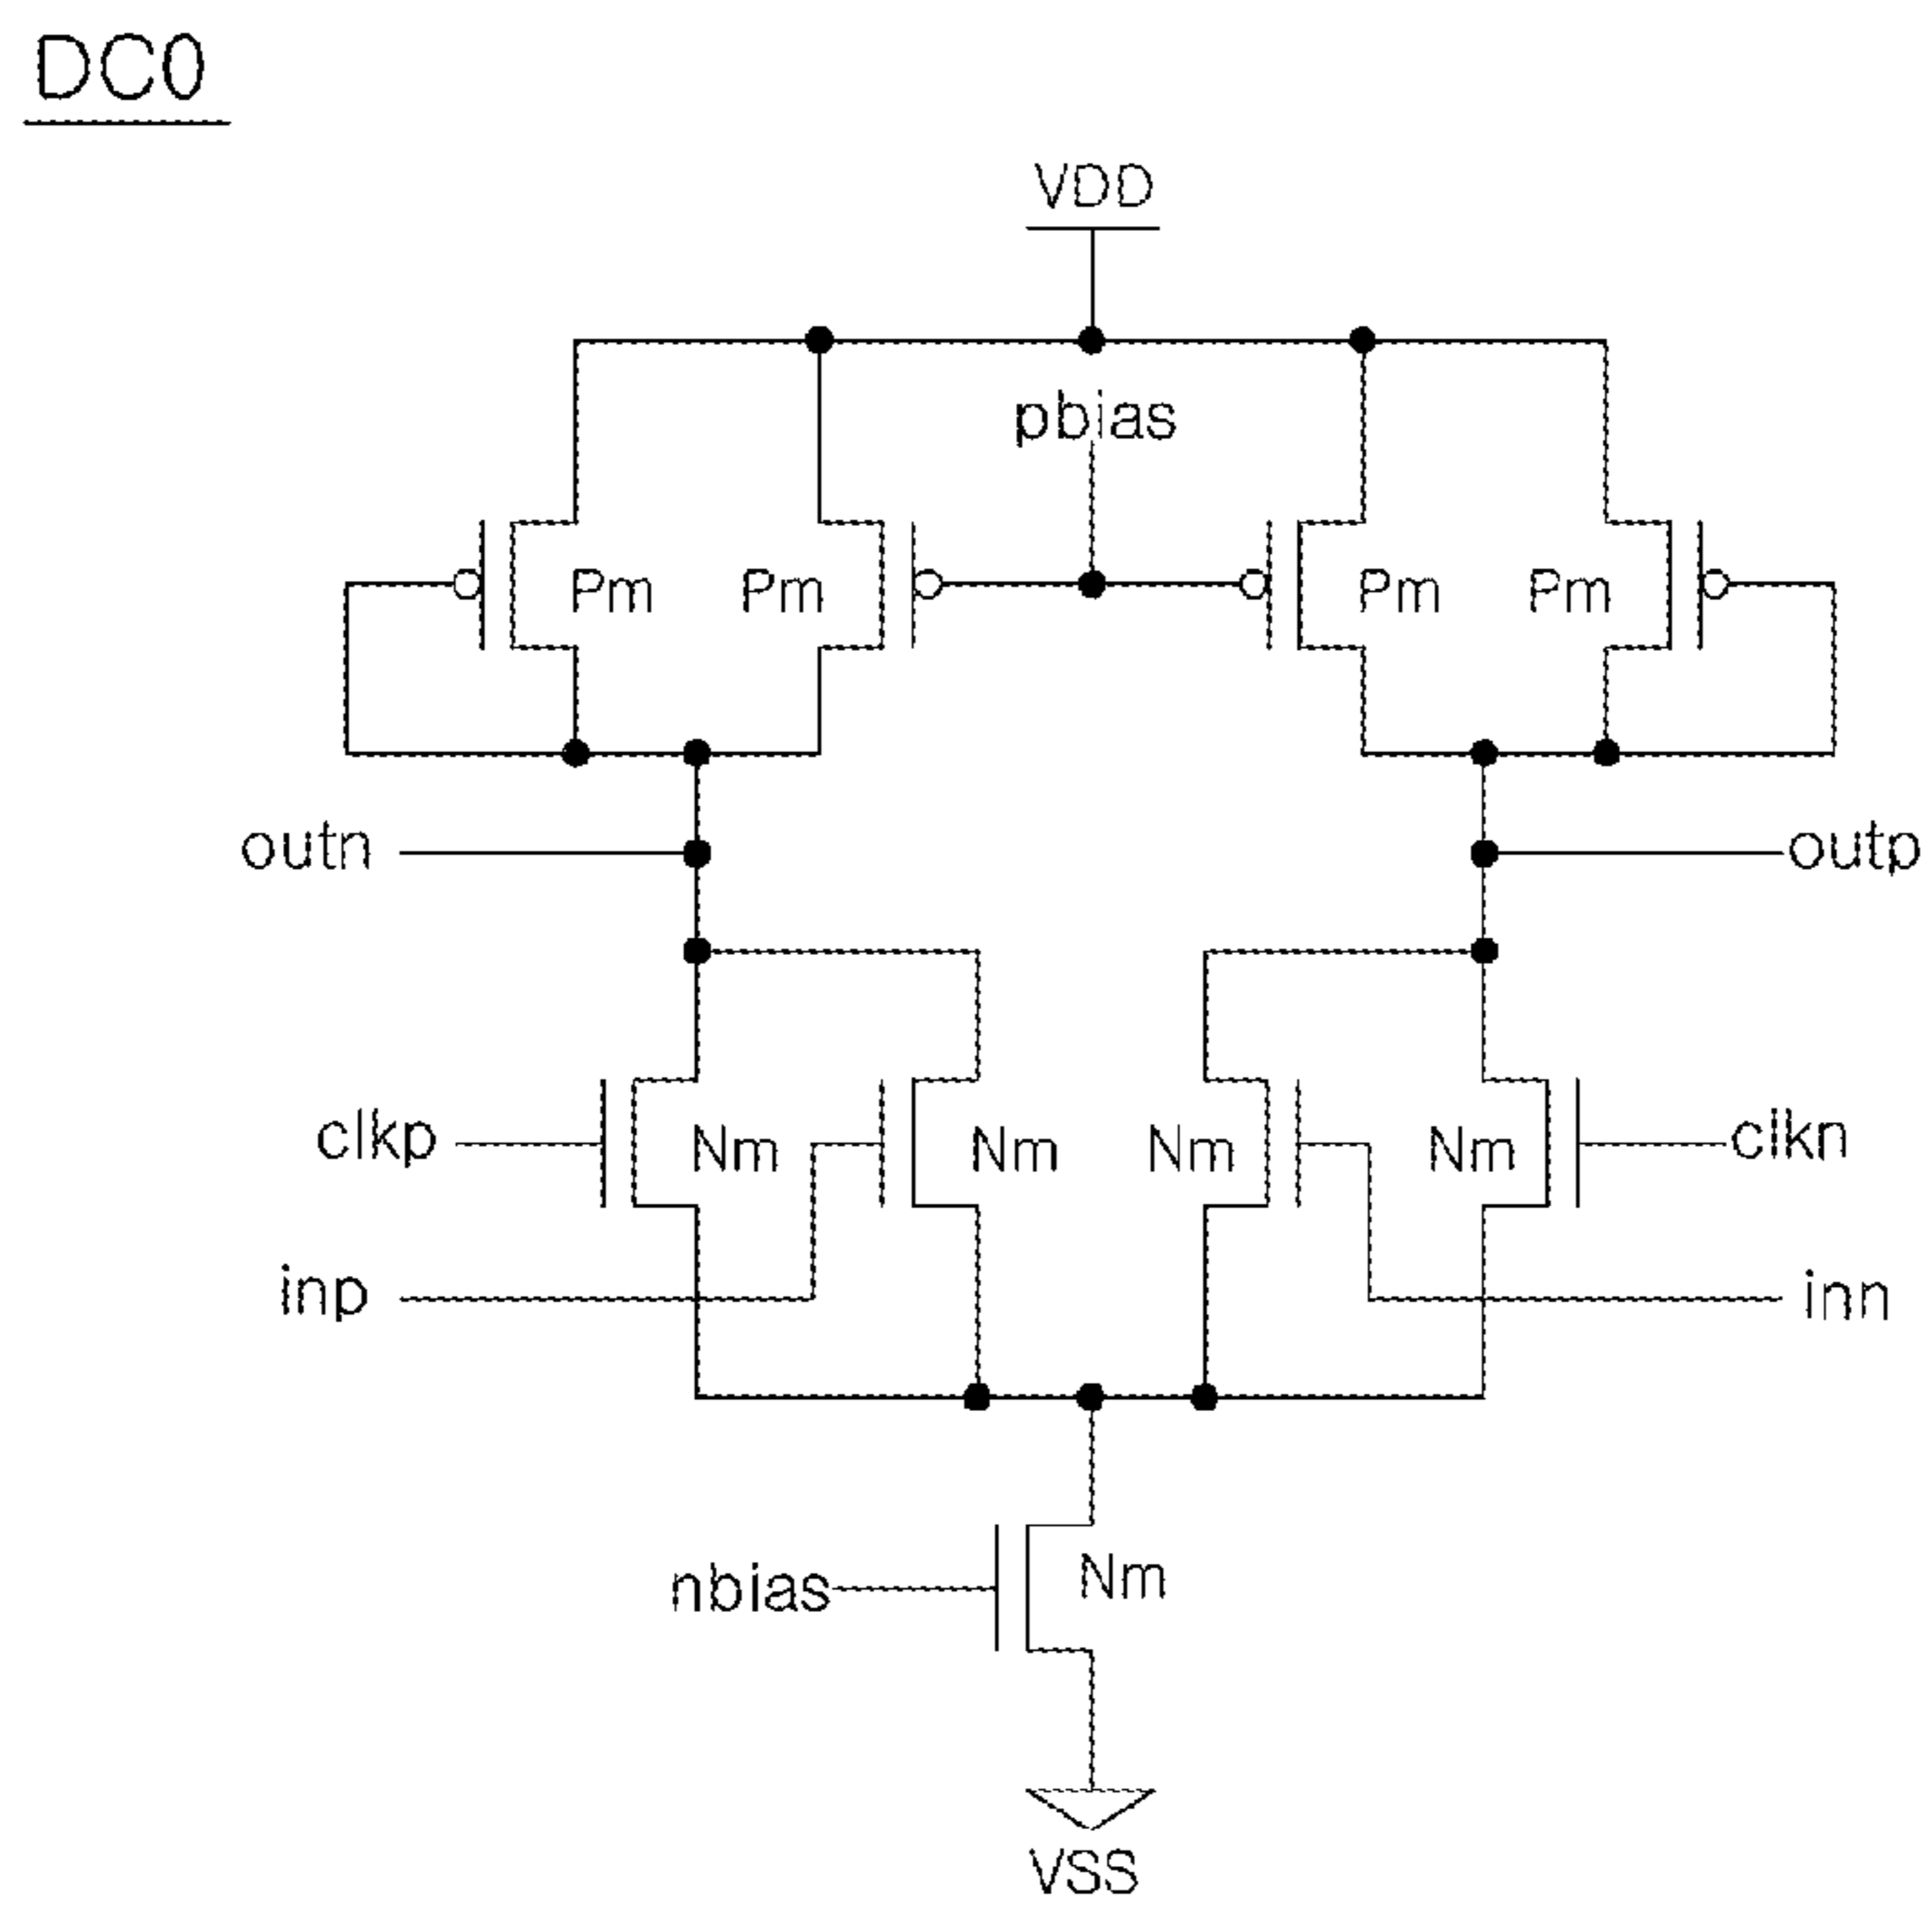 DC0
VDD
pbias
Pm Pm Pm Pm
outn outp
clkp Nm Nm Nm Nm clkn
inp inn
nbias Nm
VSS